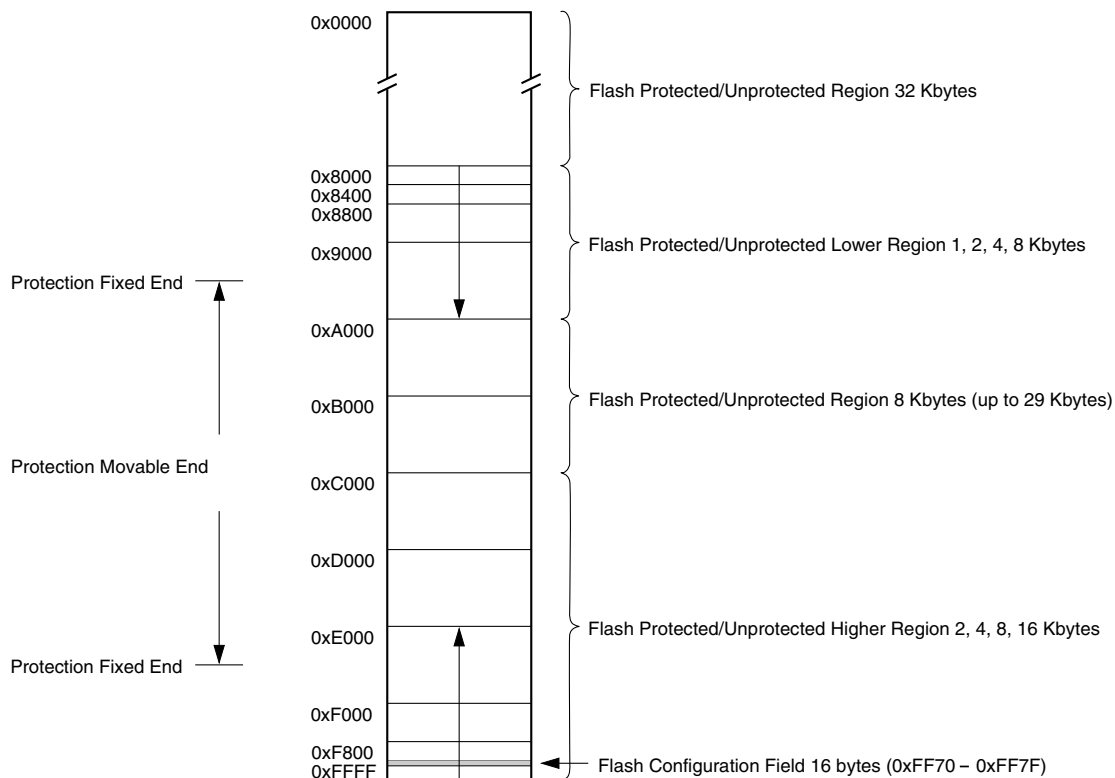 0x0000
Flash Protected/Unprotected Region 32 Kbytes
0x8000
0x8400
0x8800
Flash Protected/Unprotected Lower Region 1, 2, 4, 8 Kbytes
0x9000
Protection Fixed End
0xA000
Flash Protected/Unprotected Region 8 Kbytes (up to 29 Kbytes)
0xB000
Protection Movable End
0xC000
0xD000
Flash Protected/Unprotected Higher Region 2, 4, 8, 16 Kbytes
0xE000
Protection Fixed End
0xF000
0xF800
Flash Configuration Field 16 bytes (0xFF70 – 0xFF7F)
0xFFFF